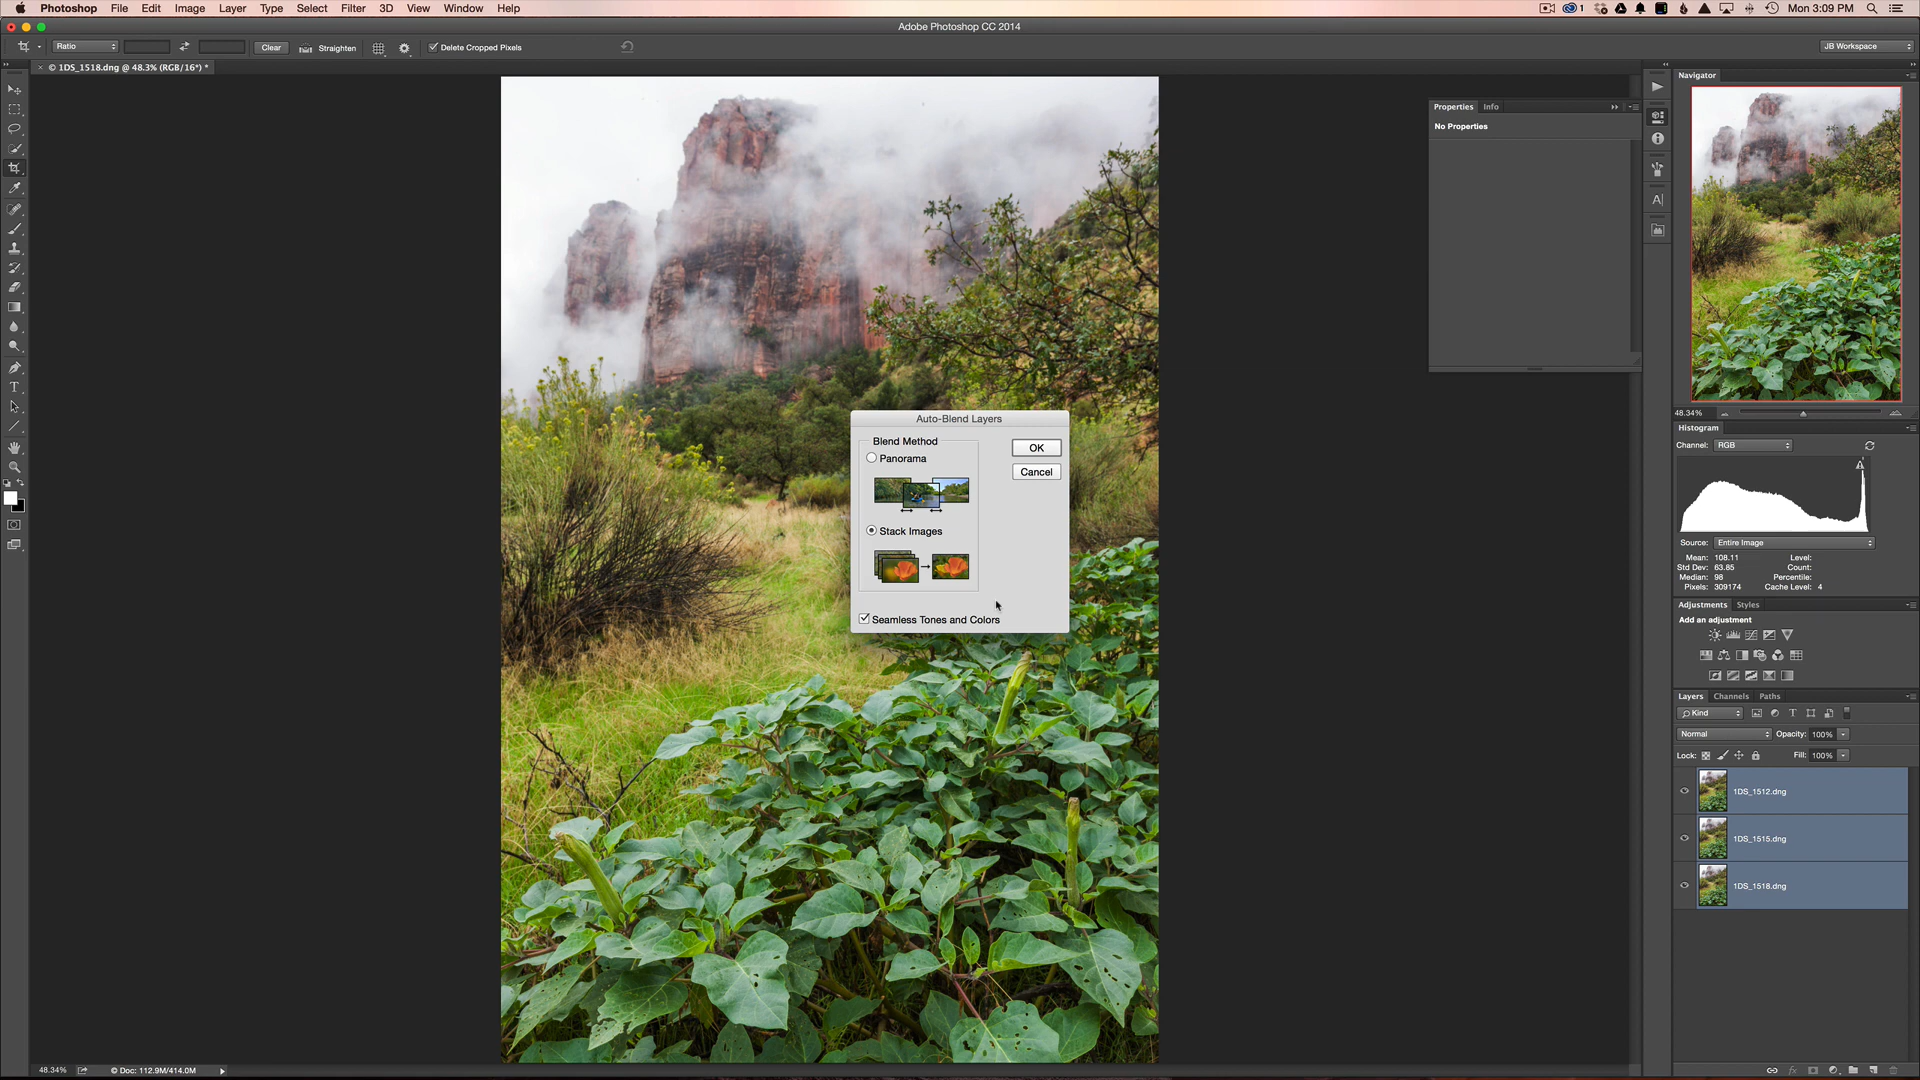 Photoshop File Edit Image Layer Type Select Filter 3D View Window Help 1 Mon 3:09 PM
Adobe Photoshop CC 2014
Ratio Clear Straighten Delete Cropped Pixels JB Workspace
× © 1DS_1518.dng @ 48.3% (RGB/16*) *
Navigator
Properties Info
No Properties
48.34%
Histogram
Channel: RGB
Source: Entire Image
Mean: 108.11 Level:
Std Dev: 63.85 Count:
Median: 98 Percentile:
Pixels: 309174 Cache Level: 4
Adjustments Styles
Add an adjustment
Layers Channels Paths
Kind
Normal Opacity: 100%
Lock: Fill: 100%
1DS_1512.dng
1DS_1515.dng
1DS_1518.dng
Auto-Blend Layers
Blend Method
Panorama
OK
Cancel
Stack Images
Seamless Tones and Colors
48.34% © Doc: 112.9M/414.0M